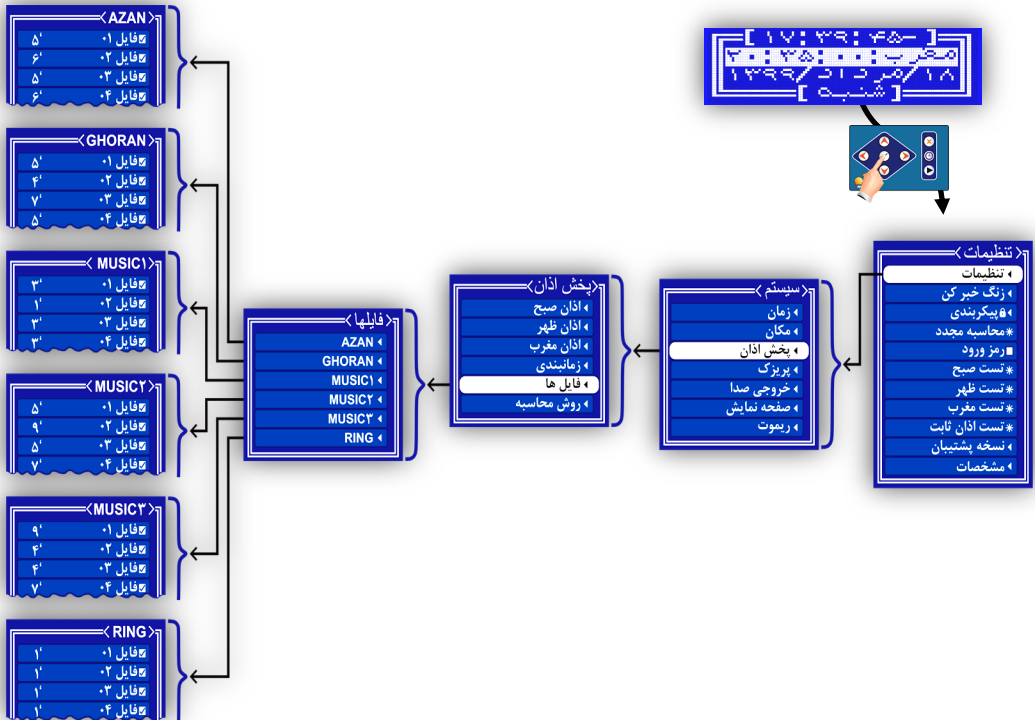 [ ۱۷:۳۹:۴۵- ]
مغرب: ۲۰:۳۵:۰۰
۱۸/مرداد/۱۳۹۹
[ شنبه ]
تنظیمات
تنظیمات
زنگ خبر کن
پیکربندی
محاسبه مجدد
رمز ورود
تست صبح
تست ظهر
تست مغرب
تست اذان ثابت
نسخه پشتیبان
مشخصات
سیستم
زمان
مکان
پخش اذان
پریزک
خروجی صدا
صفحه نمایش
ریموت
پخش اذان
اذان صبح
اذان ظهر
اذان مغرب
زمانبندی
فایل ها
روش محاسبه
فایلها
AZAN
GHORAN
MUSIC۱
MUSIC۲
MUSIC۳
RING
AZAN
فایل ۰۱ ۵'
فایل ۰۲ ۶'
فایل ۰۳ ۵'
فایل ۰۴ ۶'
GHORAN
فایل ۰۱ ۵'
فایل ۰۲ ۴'
فایل ۰۳ ۷'
فایل ۰۴ ۵'
MUSIC۱
فایل ۰۱ ۳'
فایل ۰۲ ۱'
فایل ۰۳ ۳'
فایل ۰۴ ۳'
MUSIC۲
فایل ۰۱ ۵'
فایل ۰۲ ۹'
فایل ۰۳ ۵'
فایل ۰۴ ۷'
MUSIC۳
فایل ۰۱ ۹'
فایل ۰۲ ۴'
فایل ۰۳ ۴'
فایل ۰۴ ۷'
RING
فایل ۰۱ ۱'
فایل ۰۲ ۱'
فایل ۰۳ ۱'
فایل ۰۴ ۱'